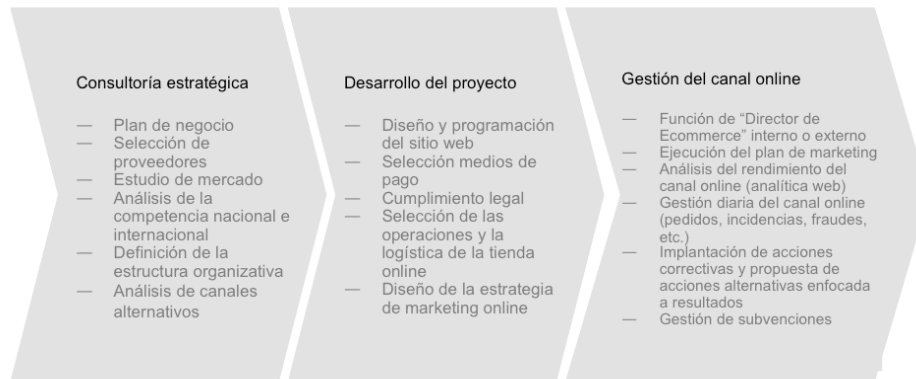 Consultoría estratégica
— Plan de negocio
— Selección de
proveedores
— Estudio de mercado
— Análisis de la
competencia nacional e
internacional
— Definición de la
estructura organizativa
— Análisis de canales
alternativos
Desarrollo del proyecto
— Diseño y programación
del sitio web
— Selección medios de
pago
— Cumplimiento legal
— Selección de las
operaciones y la
logística de la tienda
online
— Diseño de la estrategia
de marketing online
Gestión del canal online
— Función de “Director de
Ecommerce” interno o externo
— Ejecución del plan de marketing
— Análisis del rendimiento del
canal online (analítica web)
— Gestión diaria del canal online
(pedidos, incidencias, fraudes,
etc.)
— Implantación de acciones
correctivas y propuesta de
acciones alternativas enfocada
a resultados
— Gestión de subvenciones